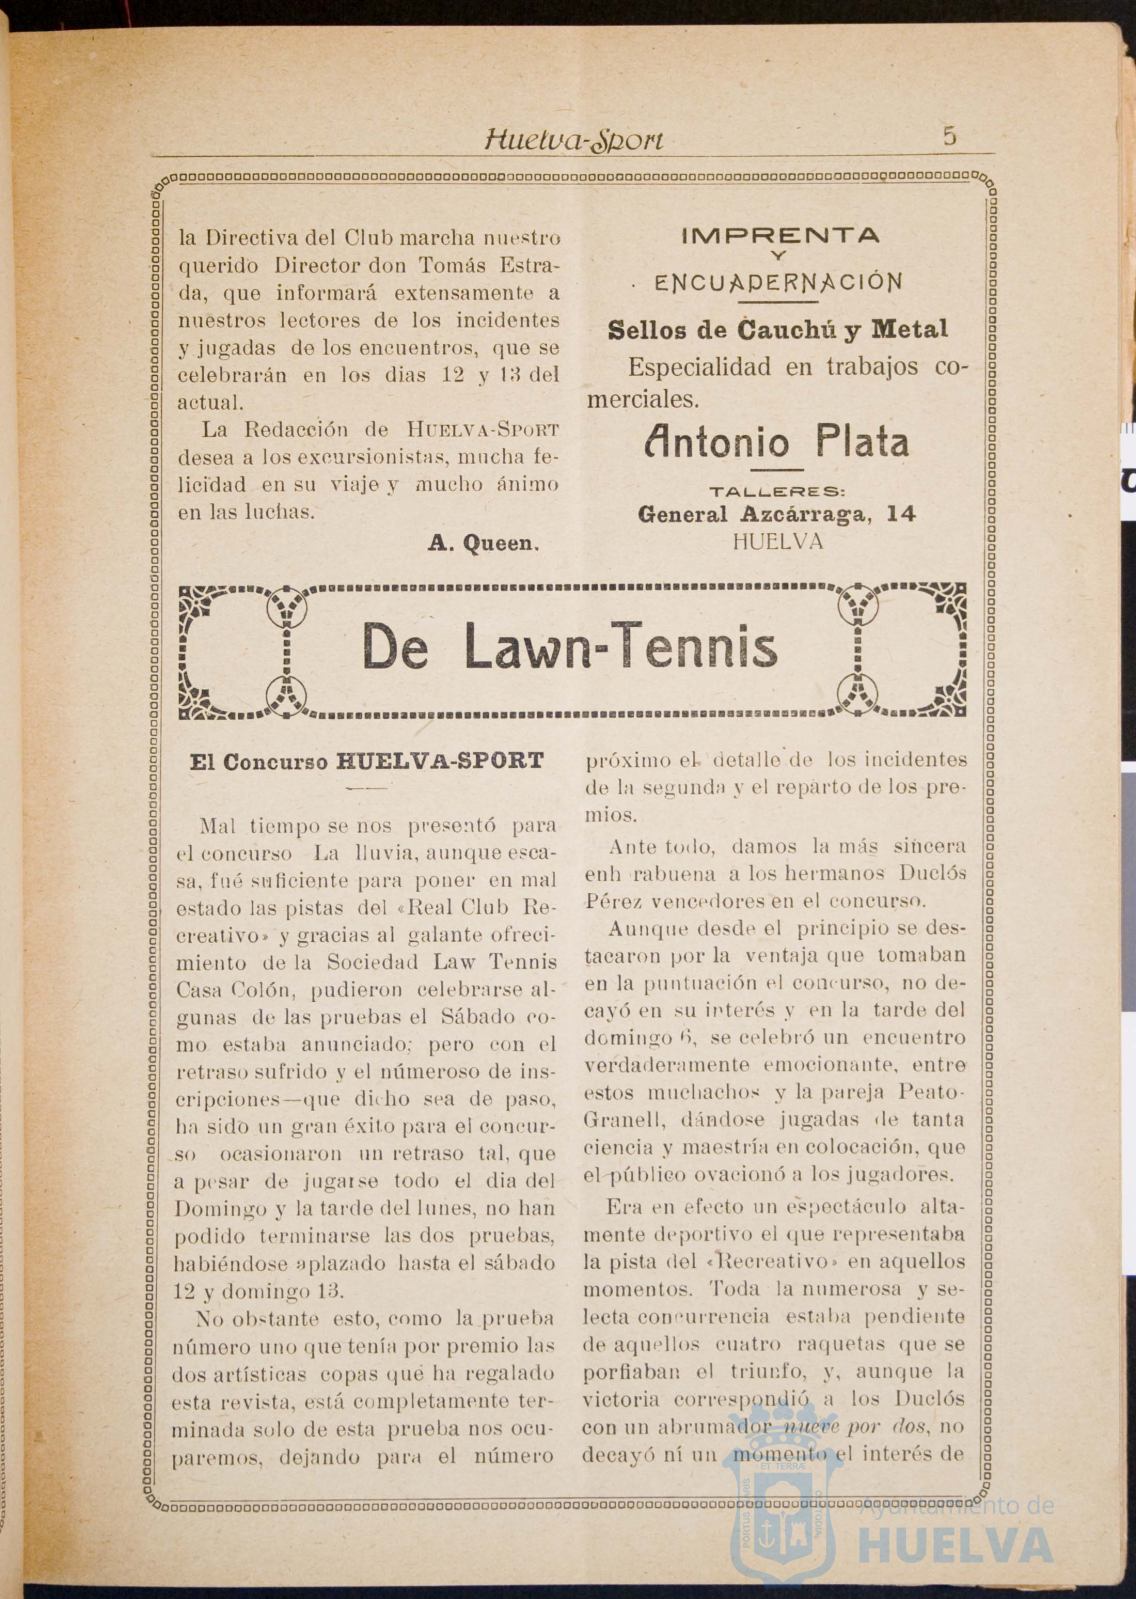 Huelva-Sport
5
la Directiva del Club marcha nuestro
querido Director don Tomás Estra-
da, que informará extensamente a
nuestros lectores de los incidentes
y jugadas de los encuentros, que se
celebrarán en los dias 12 y 13 del
actual.
La Redacción de HUELVA-SPORT
desea a los excursionistas, mucha fe-
licidad en su viaje y mucho ánimo
en las luchas.
A. Queen.
IMPRENTA
Y
ENCUADERNACIÓN
Sellos de Cauchú y Metal
Especialidad en trabajos co-
merciales.
Antonio Plata
TALLERES:
General Azcárraga, 14
HUELVA
De Lawn-Tennis
El Concurso HUELVA-SPORT
Mal tiempo se nos presentó para
el concurso La lluvia, aunque esca-
sa, fué suficiente para poner en mal
estado las pistas del «Real Club Re-
creativo» y gracias al galante ofreci-
miento de la Sociedad Law Tennis
Casa Colón, pudieron celebrarse al-
gunas de las pruebas el Sábado co-
mo estaba anunciado; pero con el
retraso sufrido y el númeroso de ins-
cripciones—que dicho sea de paso,
ha sido un gran éxito para el concur-
so ocasionaron un retraso tal, que
a pesar de jugarse todo el dia del
Domingo y la tarde del lunes, no han
podido terminarse las dos pruebas,
habiéndose aplazado hasta el sábado
12 y domingo 13.
No obstante esto, como la prueba
número uno que tenía por premio las
dos artísticas copas qué ha regalado
esta revista, está completamente ter-
minada solo de esta prueba nos ocu-
paremos, dejando para el número
próximo el detalle de los incidentes
de la segunda y el reparto de los pre-
mios.
Ante todo, damos la más sincera
enh rabuena a los hermanos Duclós
Pérez vencedores en el concurso.
Aunque desde el principio se des-
tacaron por la ventaja que tomaban
en la puntuación el concurso, no de-
cayó en su interés y en la tarde del
domingo 6, se celebró un encuentro
verdaderamente emocionante, entre
estos muchachos y la pareja Peato-
Granell, dándose jugadas de tanta
ciencia y maestría en colocación, que
el público ovacionó a los jugadores.
Era en efecto un espectáculo alta-
mente deportivo el que representaba
la pista del «Recreativo» en aquellos
momentos. Toda la numerosa y se-
lecta concurrencia estaba pendiente
de aquellos cuatro raquetas que se
porfiaban el triunfo, y, aunque la
victoria correspondió a los Duclós
con un abrumador nueve por dos, no
decayó ní un momento el interés de
Ayuntamiento de
HUELVA